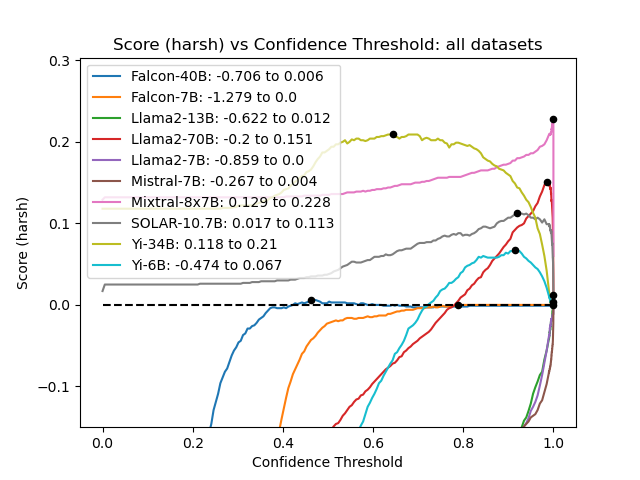 Score (harsh) vs Confidence Threshold: all datasets
0.3
0.2
0.1
0.0
−0.1
Score (harsh)
Falcon-40B: -0.706 to 0.006
Falcon-7B: -1.279 to 0.0
Llama2-13B: -0.622 to 0.012
Llama2-70B: -0.2 to 0.151
Llama2-7B: -0.859 to 0.0
Mistral-7B: -0.267 to 0.004
Mixtral-8x7B: 0.129 to 0.228
SOLAR-10.7B: 0.017 to 0.113
Yi-34B: 0.118 to 0.21
Yi-6B: -0.474 to 0.067
0.0 0.2 0.4 0.6 0.8 1.0
Confidence Threshold